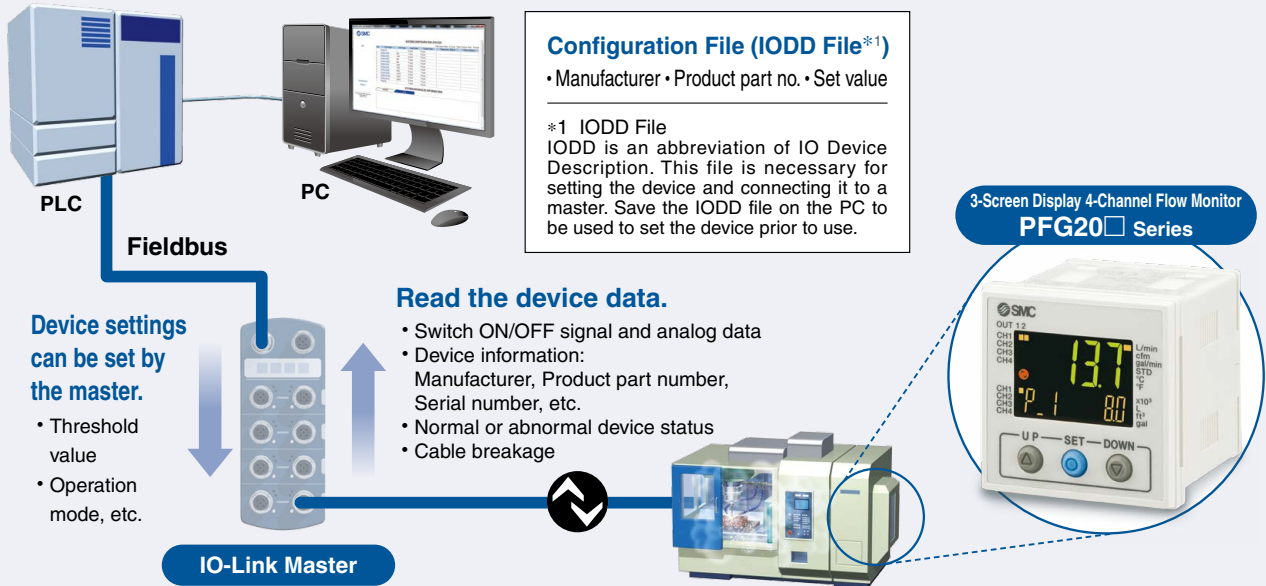 PLC
PC
Fieldbus
Configuration File (IODD File*1)
• Manufacturer • Product part no. • Set value
*1 IODD File
IODD is an abbreviation of IO Device
Description. This file is necessary for
setting the device and connecting it to a
master. Save the IODD file on the PC to
be used to set the device prior to use.
Device settings
can be set by
the master.
• Threshold
value
• Operation
mode, etc.
IO-Link Master
Read the device data.
• Switch ON/OFF signal and analog data
• Device information:
Manufacturer, Product part number,
Serial number, etc.
• Normal or abnormal device status
• Cable breakage
3-Screen Display 4-Channel Flow Monitor
PFG20□ Series
SMC
OUT 1 2
CH1
CH2
CH3
CH4
13.7
L/min
cfm
gal/min
STD
°C
°F
CH1
CH2
CH3
CH4
P_1
8.0
x10³
L
ft³
gal
UP
SET
DOWN
SMC